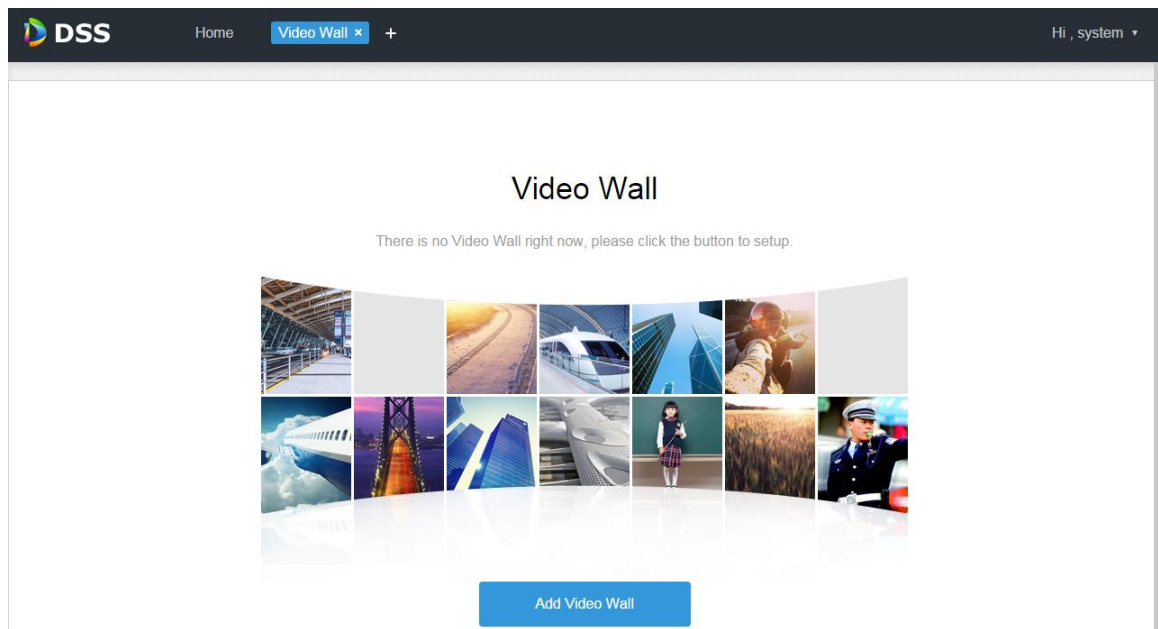 DSS Home Video Wall × + Hi , system ▾
Video Wall
There is no Video Wall right now, please click the button to setup.
Add Video Wall